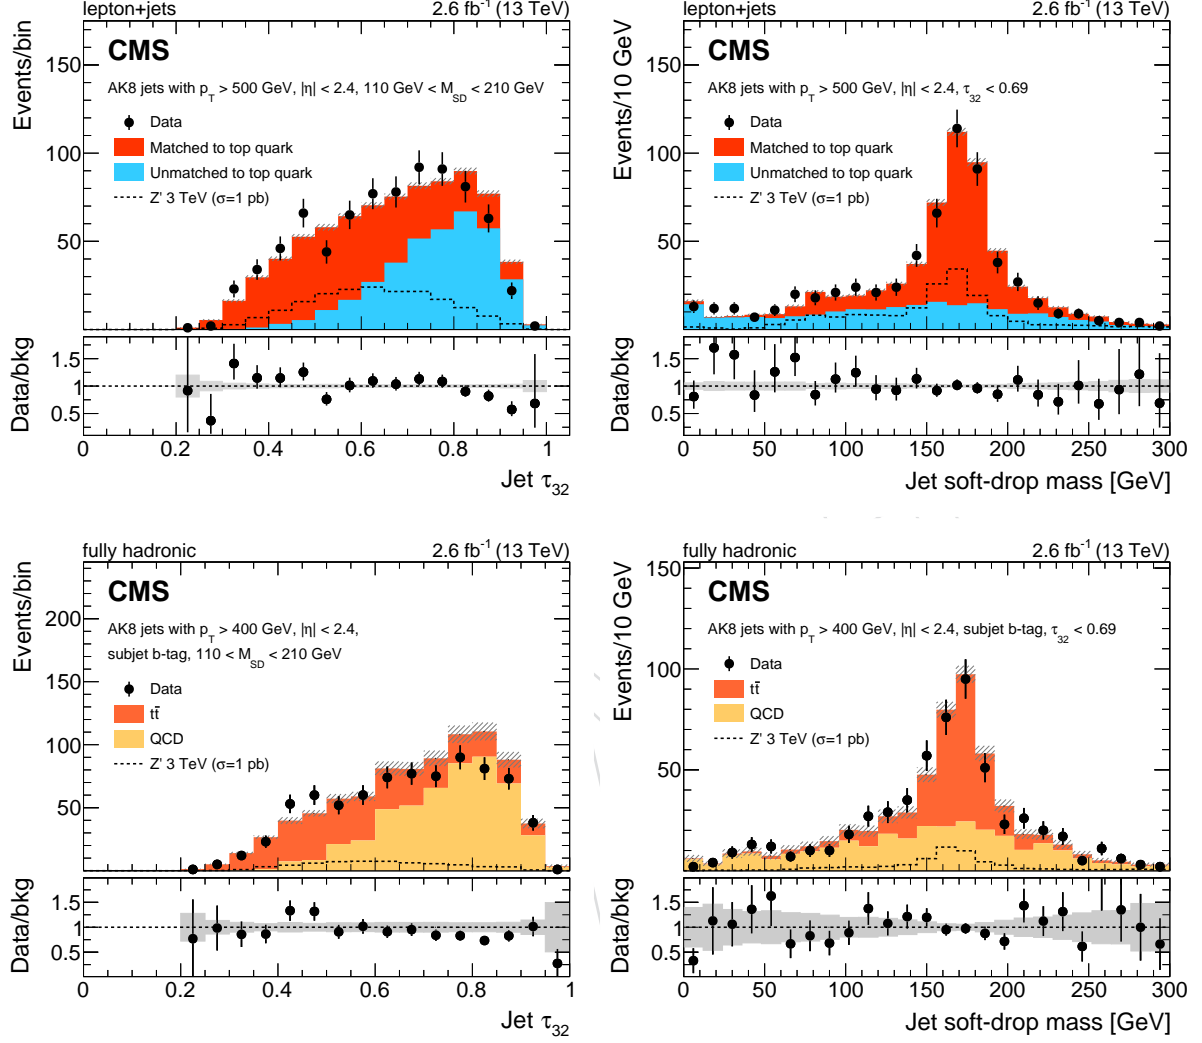 lepton+jets 2.6 fb⁻¹ (13 TeV)
Events/bin
150
100
50
CMS
AK8 jets with p_T > 500 GeV, |η| < 2.4, 110 GeV < M_SD < 210 GeV
Data
Matched to top quark
Unmatched to top quark
Z' 3 TeV (σ=1 pb)
Data/bkg
1.5
1
0.5
0 0.2 0.4 0.6 0.8 1
Jet τ_32
lepton+jets 2.6 fb⁻¹ (13 TeV)
Events/10 GeV
150
100
50
CMS
AK8 jets with p_T > 500 GeV, |η| < 2.4, τ_32 < 0.69
Data
Matched to top quark
Unmatched to top quark
Z' 3 TeV (σ=1 pb)
Data/bkg
1.5
1
0.5
0 50 100 150 200 250 300
Jet soft-drop mass [GeV]
fully hadronic 2.6 fb⁻¹ (13 TeV)
Events/bin
200
150
100
50
CMS
AK8 jets with p_T > 400 GeV, |η| < 2.4,
subjet b-tag, 110 < M_SD < 210 GeV
Data
tt̄
QCD
Z' 3 TeV (σ=1 pb)
Data/bkg
1.5
1
0.5
0 0.2 0.4 0.6 0.8 1
Jet τ_32
fully hadronic 2.6 fb⁻¹ (13 TeV)
Events/10 GeV
150
100
50
CMS
AK8 jets with p_T > 400 GeV, |η| < 2.4, subjet b-tag, τ_32 < 0.69
Data
tt̄
QCD
Z' 3 TeV (σ=1 pb)
Data/bkg
1.5
1
0.5
0 50 100 150 200 250 300
Jet soft-drop mass [GeV]